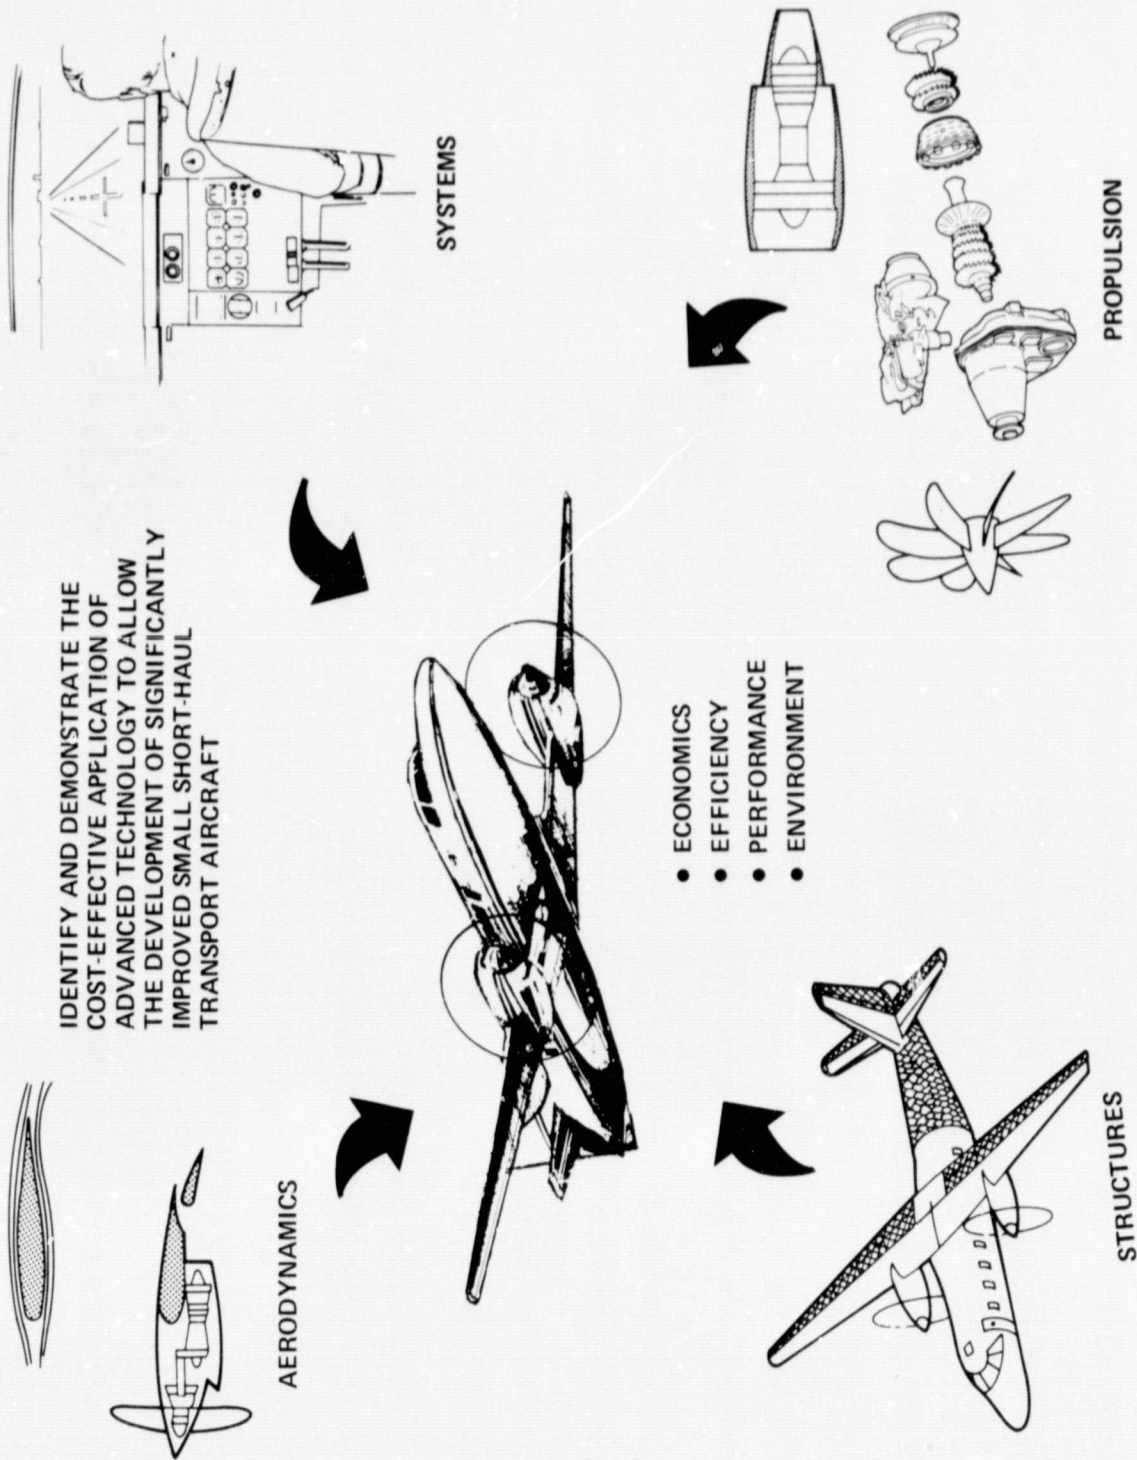 IDENTIFY AND DEMONSTRATE THE
COST-EFFECTIVE APPLICATION OF
ADVANCED TECHNOLOGY TO ALLOW
THE DEVELOPMENT OF SIGNIFICANTLY
IMPROVED SMALL SHORT-HAUL
TRANSPORT AIRCRAFT
AERODYNAMICS
SYSTEMS
• ECONOMICS
• EFFICIENCY
• PERFORMANCE
• ENVIRONMENT
STRUCTURES
PROPULSION